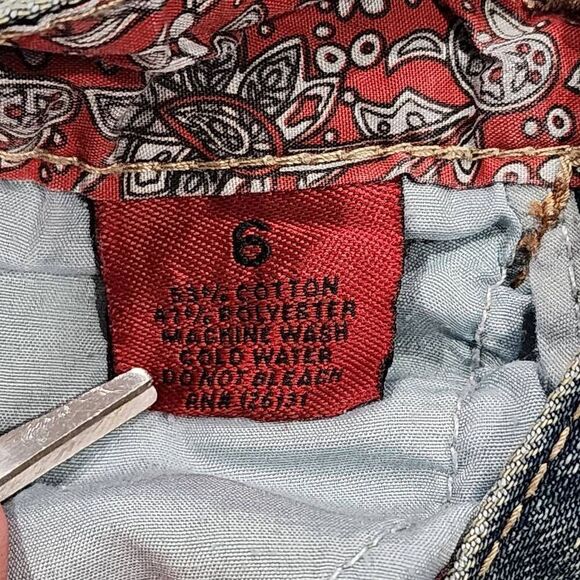 6
53% COTTON
47% POLYESTER
MACHINE WASH
COLD WATER
DO NOT BLEACH
RN# 126131